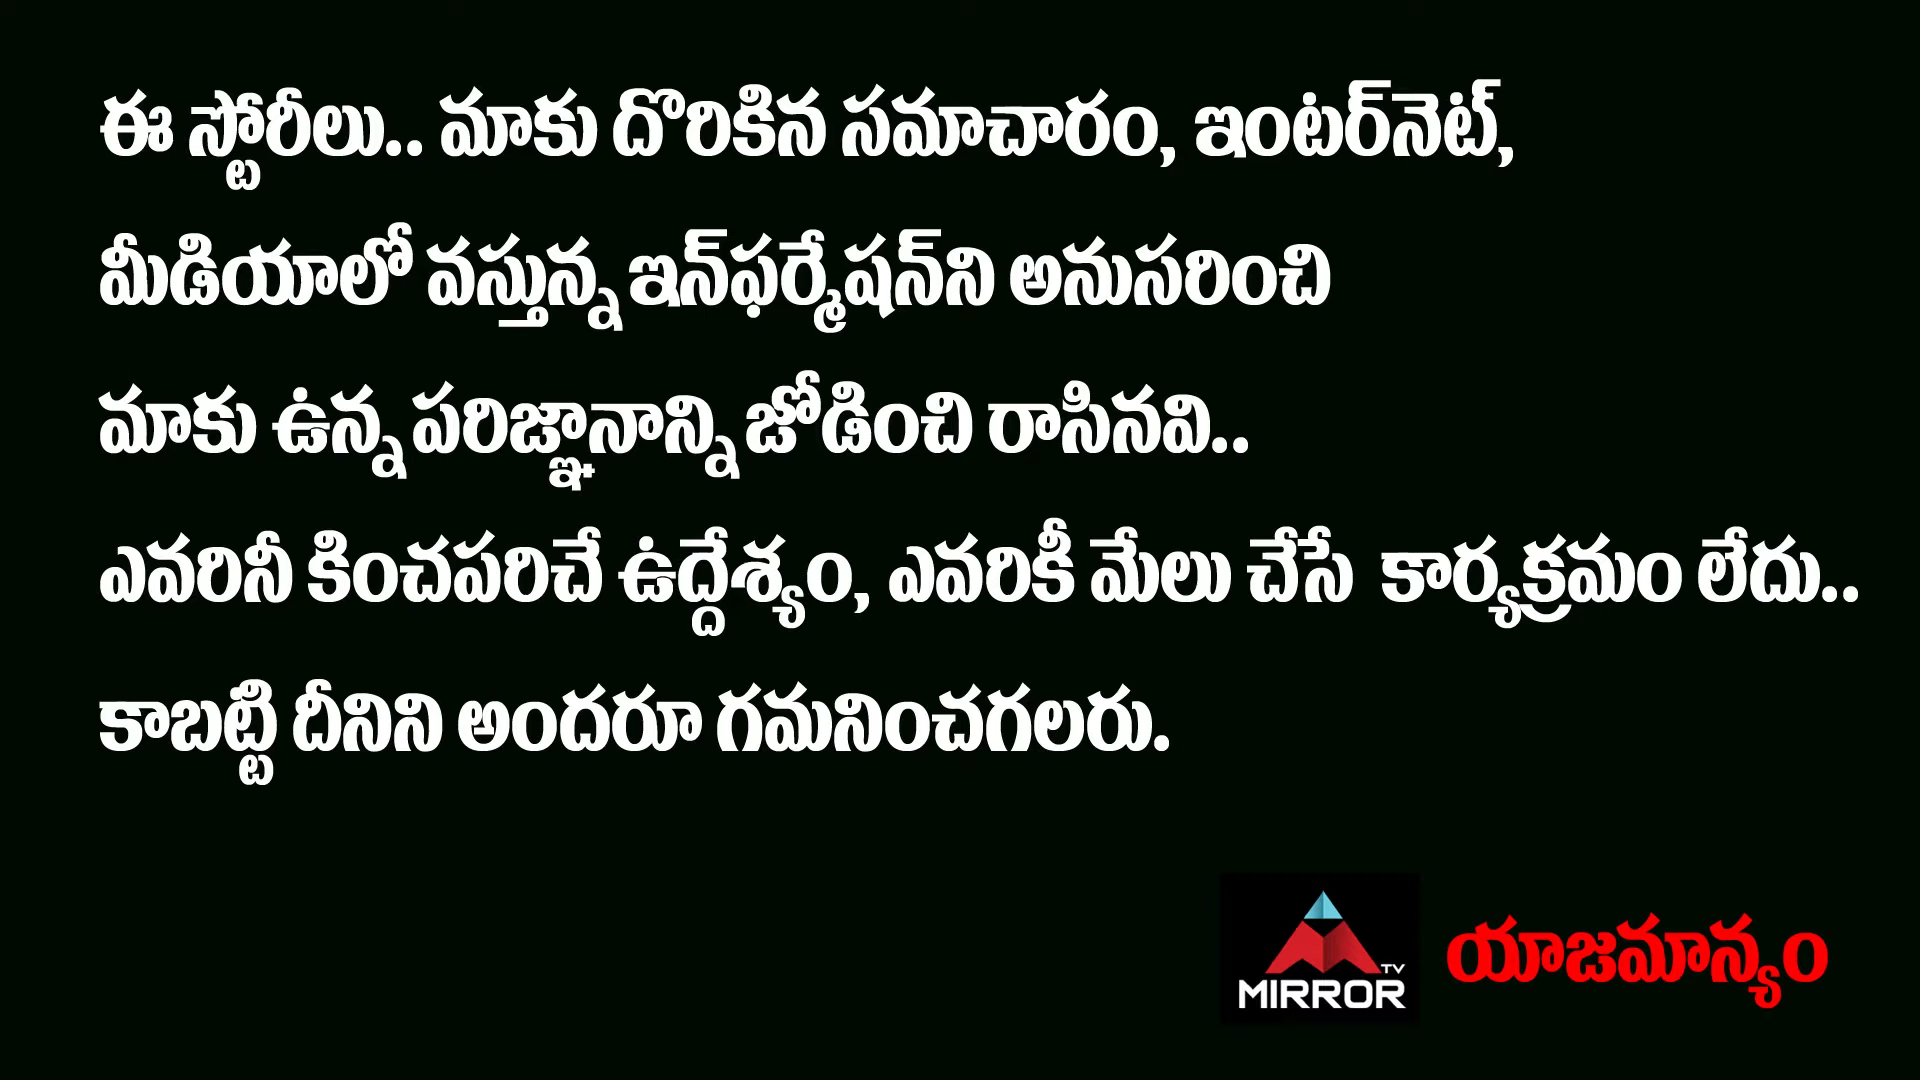 ఈ స్టోరీలు.. మాకు దొరికిన సమాచారం, ఇంటర్‌నెట్,
మీడియాలో వస్తున్న ఇన్‌ఫర్మేషన్‌ని అనుసరించి
మాకు ఉన్న పరిజ్ఞానాన్ని జోడించి రాసినవి..
ఎవరినీ కించపరిచే ఉద్దేశ్యం, ఎవరికీ మేలు చేసే కార్యక్రమం లేదు..
కాబట్టి దీనిని అందరూ గమనించగలరు.
TV
MIRROR
యాజమాన్యం